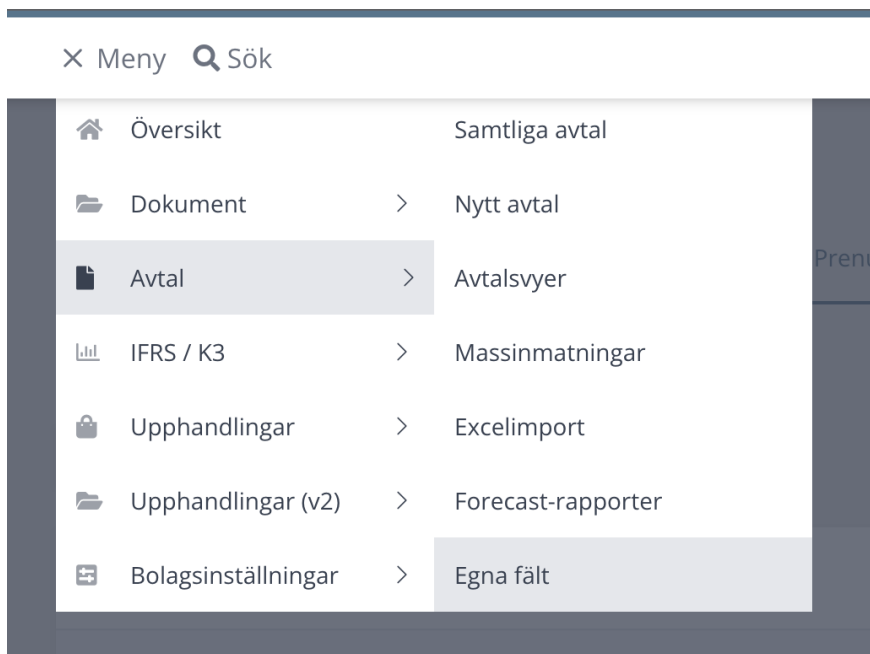 Meny Sök
Översikt
Dokument
Avtal
IFRS / K3
Upphandlingar
Upphandlingar (v2)
Bolagsinställningar
Samtliga avtal
Nytt avtal
Avtalsvyer
Massinmatningar
Excelimport
Forecast-rapporter
Egna fält